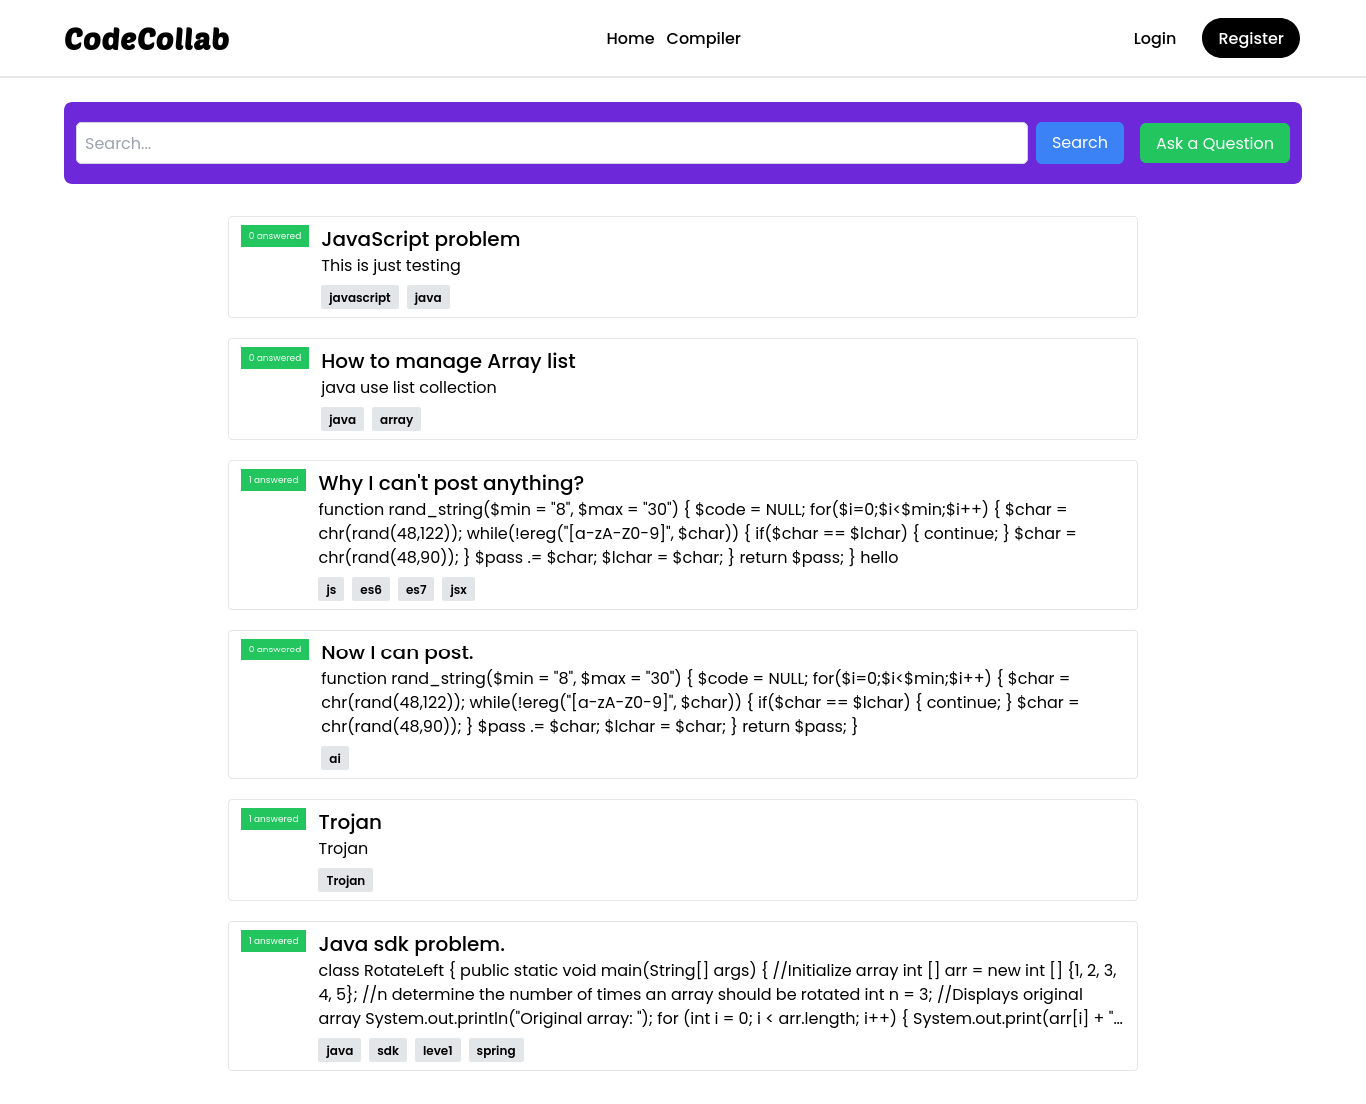 CodeCollab
Home Compiler
Login Register
Search...
Search
Ask a Question
0 answered
JavaScript problem
This is just testing
javascript java
0 answered
How to manage Array list
java use list collection
java array
1 answered
Why I can't post anything?
function rand_string($min = "8", $max = "30") { $code = NULL; for($i=0;$i<$min;$i++) { $char =
chr(rand(48,122)); while(!ereg("[a-zA-Z0-9]", $char)) { if($char == $lchar) { continue; } $char =
chr(rand(48,90)); } $pass .= $char; $lchar = $char; } return $pass; } hello
js es6 es7 jsx
0 answered
Now I can post.
function rand_string($min = "8", $max = "30") { $code = NULL; for($i=0;$i<$min;$i++) { $char =
chr(rand(48,122)); while(!ereg("[a-zA-Z0-9]", $char)) { if($char == $lchar) { continue; } $char =
chr(rand(48,90)); } $pass .= $char; $lchar = $char; } return $pass; }
ai
1 answered
Trojan
Trojan
Trojan
1 answered
Java sdk problem.
class RotateLeft { public static void main(String[] args) { //Initialize array int [] arr = new int [] {1, 2, 3,
4, 5}; //n determine the number of times an array should be rotated int n = 3; //Displays original
array System.out.println("Original array: "); for (int i = 0; i < arr.length; i++) { System.out.print(arr[i] + "...
java sdk leve1 spring